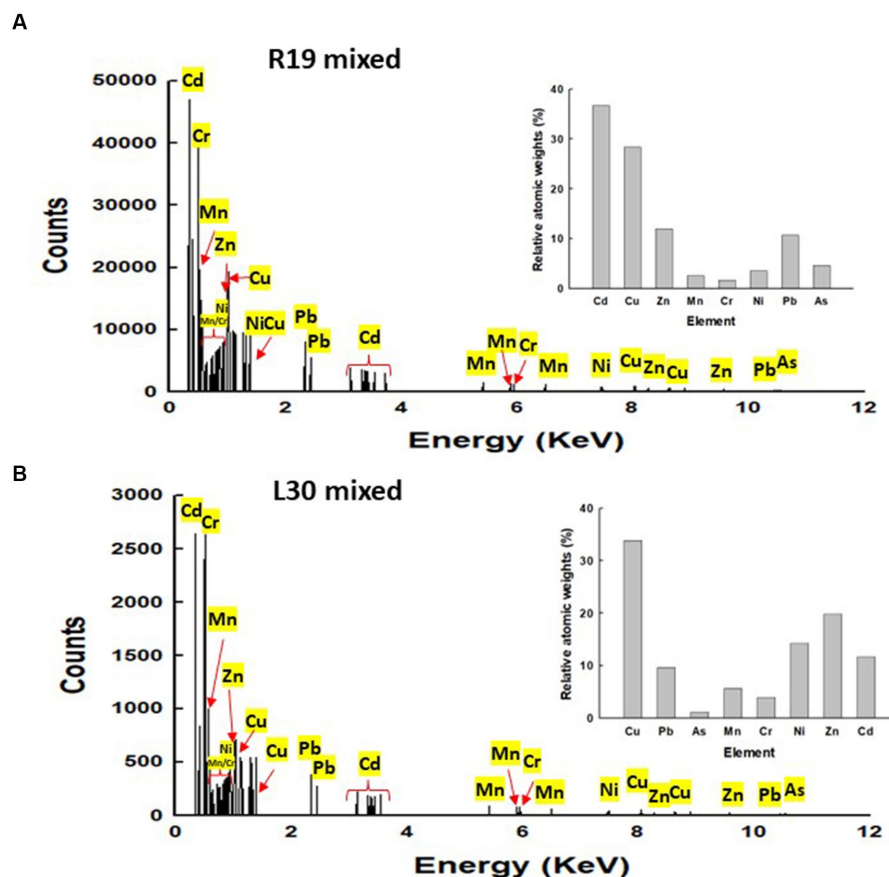 A
R19 mixed
50000
40000
30000
20000
10000
0
Counts
Cd
Cr
Mn
Zn
Cu
Ni
Mn/Cr
NiCu
Pb
Pb
Cd
Mn
Mn
Cr
Mn
Ni
Cu
Zn
Cu
Zn
Pb
As
0 2 4 6 8 10 12
Energy (KeV)
Relative atomic weights (%)
40
30
20
10
0
Cd Cu Zn Mn Cr Ni Pb As
Element
B
L30 mixed
3000
2500
2000
1500
1000
500
0
Counts
Cd
Cr
Mn
Zn
Cu
Ni
Mn/Cr
Cu
Pb
Pb
Cd
Mn
Mn
Cr
Mn
Ni
Cu
Zn
Cu
Zn
Pb
As
0 2 4 6 8 10 12
Energy (KeV)
Relative atomic weights (%)
40
30
20
10
0
Cu Pb As Mn Cr Ni Zn Cd
Element